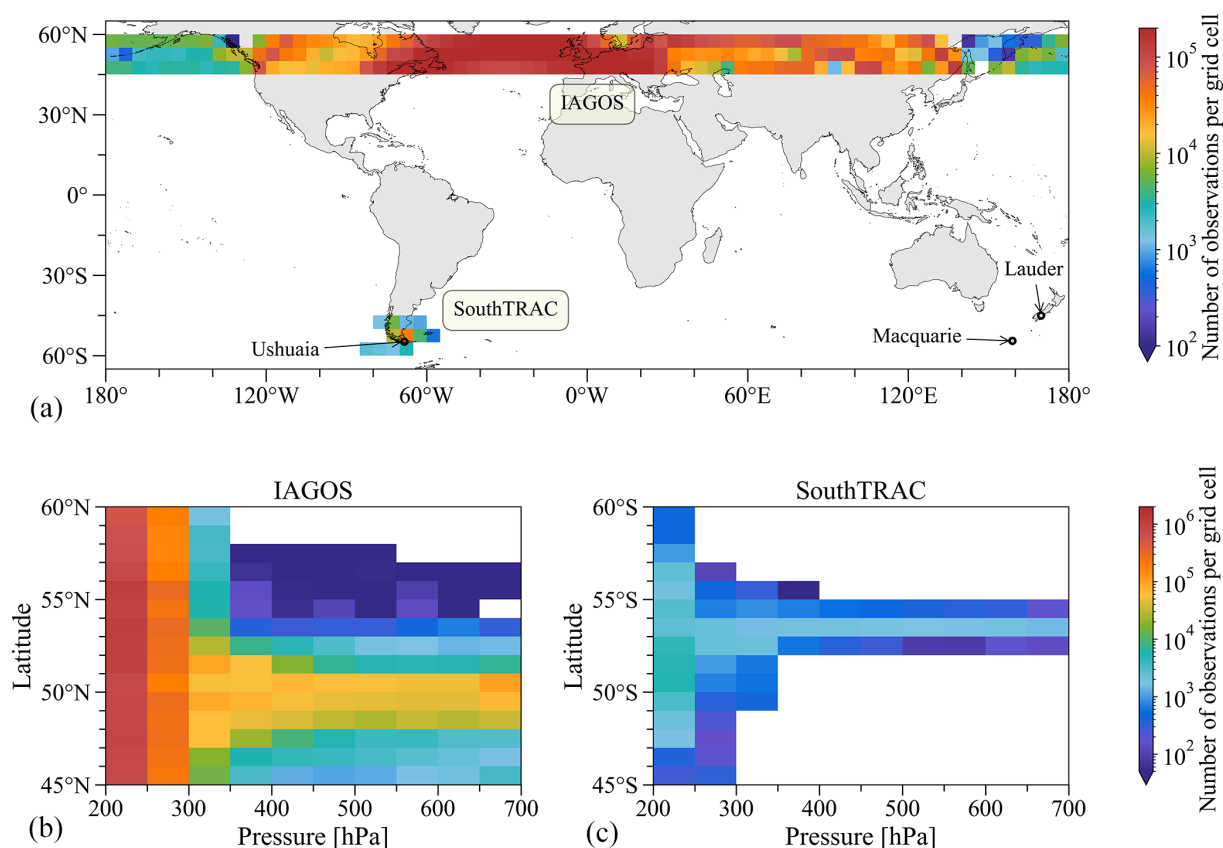 60°N
30°N
0°
30°S
60°S
IAGOS
SouthTRAC
Ushuaia
Lauder
Macquarie
180°
120°W
60°W
0°W
60°E
120°E
180°
(a)
10⁵
10⁴
10³
10²
Number of observations per grid cell
IAGOS
60°N
55°N
50°N
45°N
Latitude
200
300
400
500
600
700
Pressure [hPa]
(b)
SouthTRAC
60°S
55°S
50°S
45°S
Latitude
200
300
400
500
600
700
Pressure [hPa]
(c)
10⁶
10⁵
10⁴
10³
10²
Number of observations per grid cell